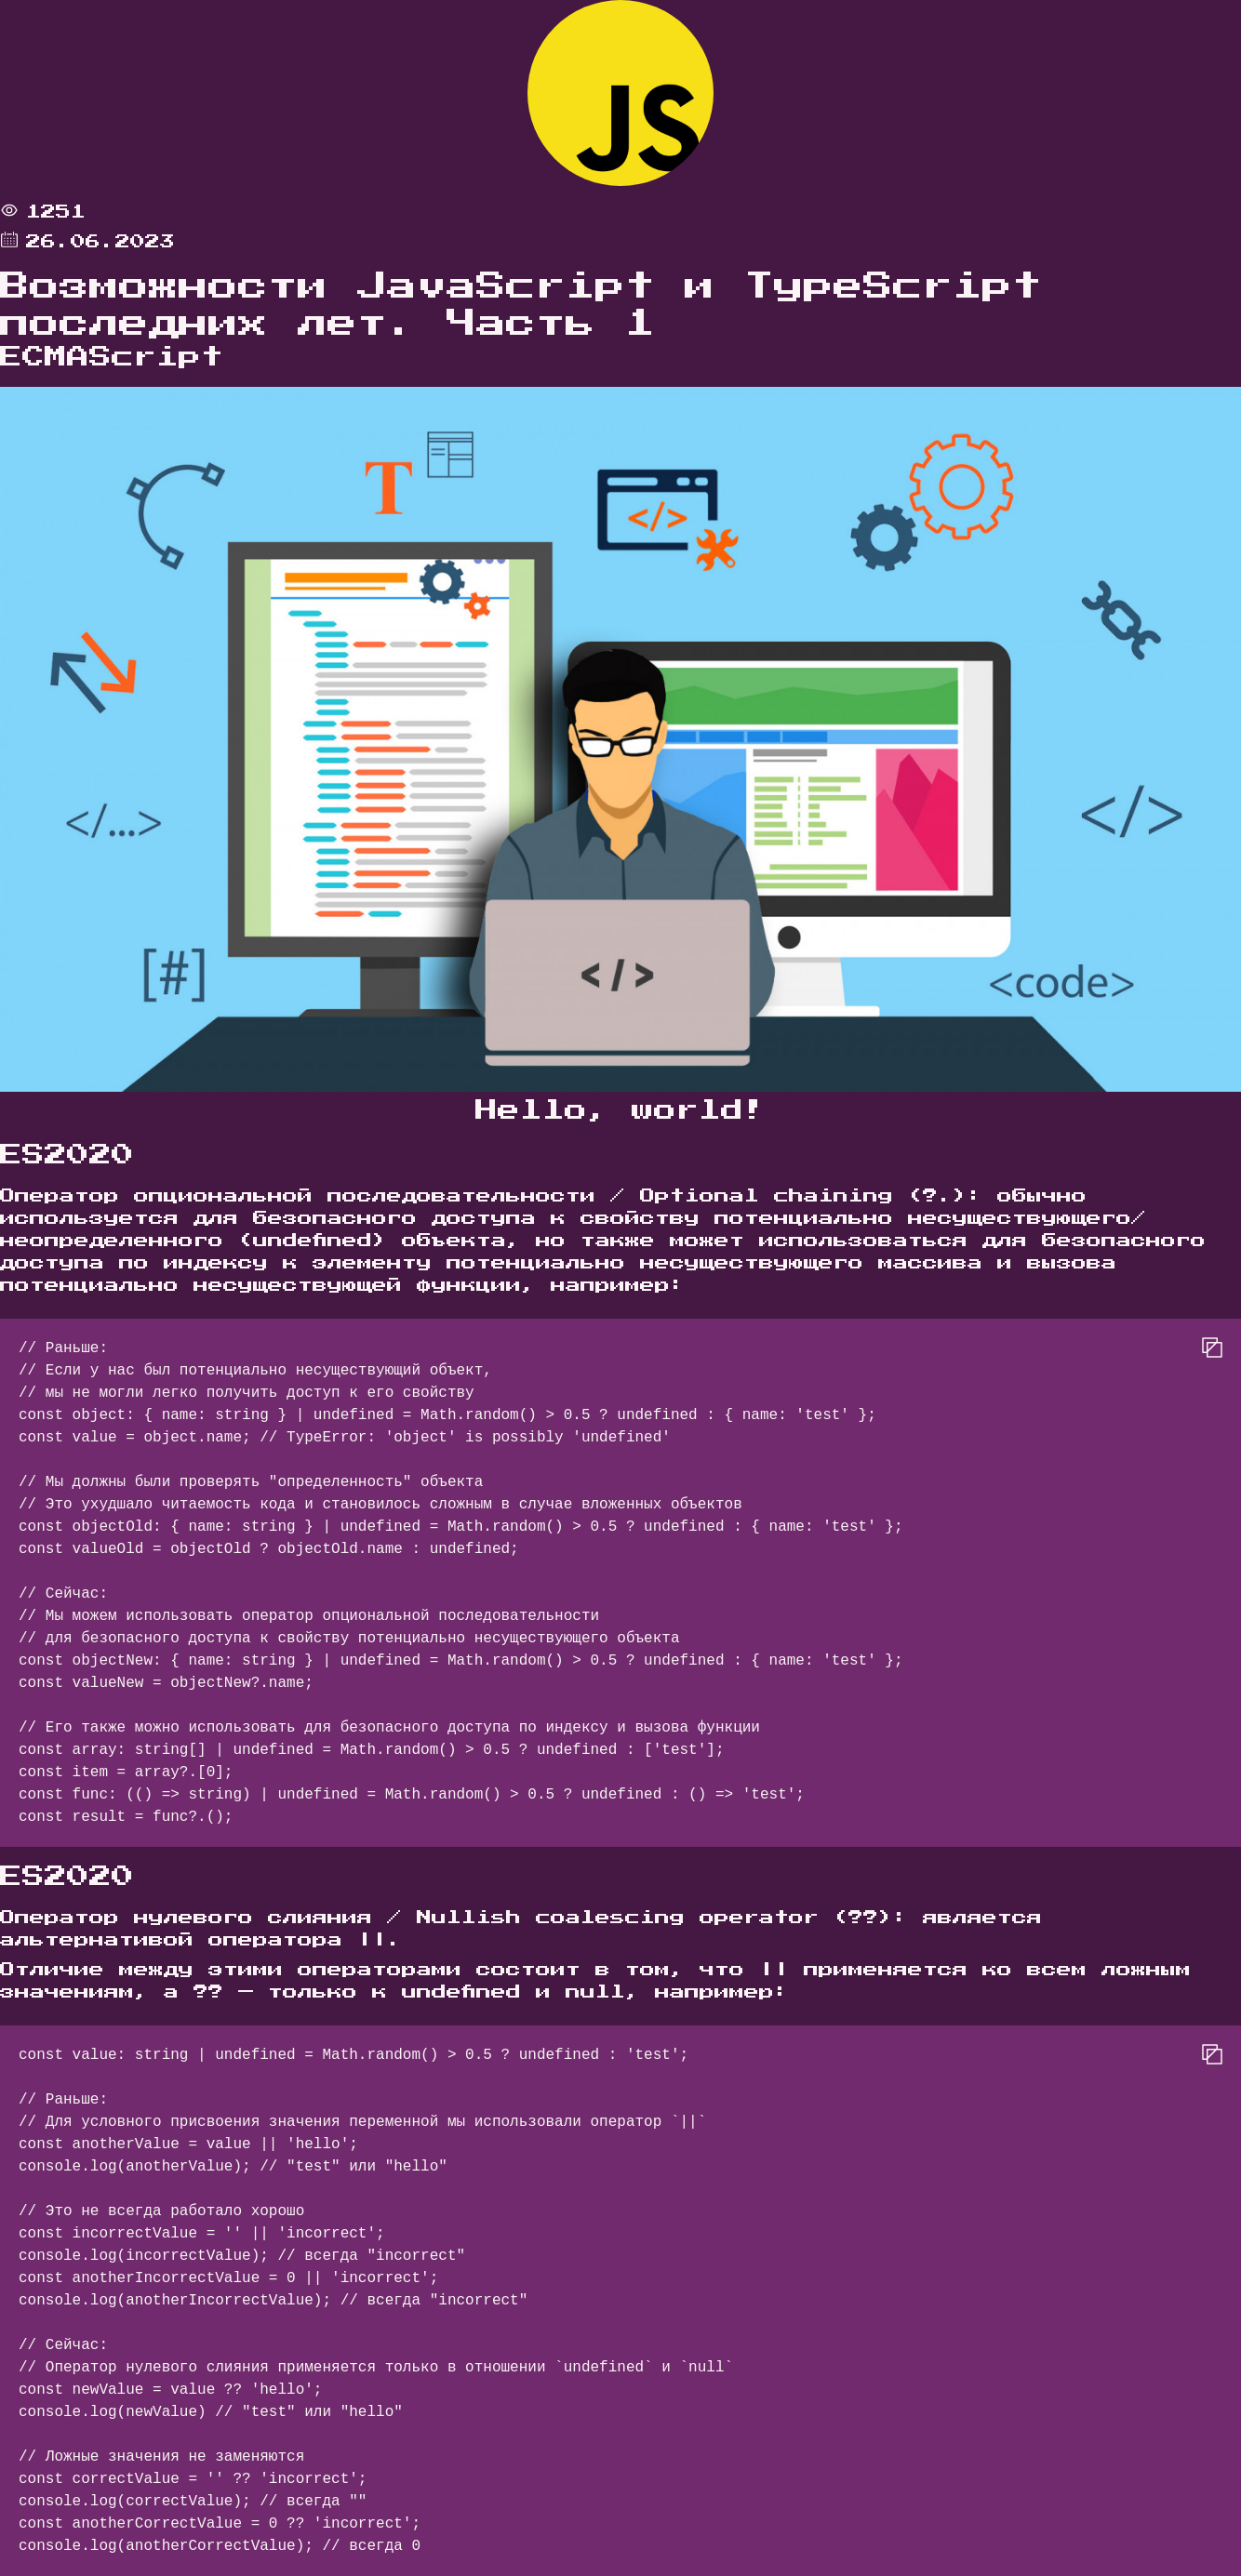 JS
1251
26.06.2023
Возможности JavaScript и TypeScript
последних лет. Часть 1
ECMAScript
T
</>
</...>
</>
[#]
</>
<code>
Hello, world!
ES2020
Оператор опциональной последовательности / Optional chaining (?.): обычно
используется для безопасного доступа к свойству потенциально несуществующего/
неопределенного (undefined) объекта, но также может использоваться для безопасного
доступа по индексу к элементу потенциально несуществующего массива и вызова
потенциально несуществующей функции, например:
// Раньше:
// Если у нас был потенциально несуществующий объект,
// мы не могли легко получить доступ к его свойству
const object: { name: string } | undefined = Math.random() > 0.5 ? undefined : { name: 'test' };
const value = object.name; // TypeError: 'object' is possibly 'undefined'
// Мы должны были проверять "определенность" объекта
// Это ухудшало читаемость кода и становилось сложным в случае вложенных объектов
const objectOld: { name: string } | undefined = Math.random() > 0.5 ? undefined : { name: 'test' };
const valueOld = objectOld ? objectOld.name : undefined;
// Сейчас:
// Мы можем использовать оператор опциональной последовательности
// для безопасного доступа к свойству потенциально несуществующего объекта
const objectNew: { name: string } | undefined = Math.random() > 0.5 ? undefined : { name: 'test' };
const valueNew = objectNew?.name;
// Его также можно использовать для безопасного доступа по индексу и вызова функции
const array: string[] | undefined = Math.random() > 0.5 ? undefined : ['test'];
const item = array?.[0];
const func: (() => string) | undefined = Math.random() > 0.5 ? undefined : () => 'test';
const result = func?.();
ES2020
Оператор нулевого слияния / Nullish coalescing operator (??): является
альтернативой оператора ||.
Отличие между этими операторами состоит в том, что || применяется ко всем ложным
значениям, а ?? — только к undefined и null, например:
const value: string | undefined = Math.random() > 0.5 ? undefined : 'test';
// Раньше:
// Для условного присвоения значения переменной мы использовали оператор `||`
const anotherValue = value || 'hello';
console.log(anotherValue); // "test" или "hello"
// Это не всегда работало хорошо
const incorrectValue = '' || 'incorrect';
console.log(incorrectValue); // всегда "incorrect"
const anotherIncorrectValue = 0 || 'incorrect';
console.log(anotherIncorrectValue); // всегда "incorrect"
// Сейчас:
// Оператор нулевого слияния применяется только в отношении `undefined` и `null`
const newValue = value ?? 'hello';
console.log(newValue) // "test" или "hello"
// Ложные значения не заменяются
const correctValue = '' ?? 'incorrect';
console.log(correctValue); // всегда ""
const anotherCorrectValue = 0 ?? 'incorrect';
console.log(anotherCorrectValue); // всегда 0